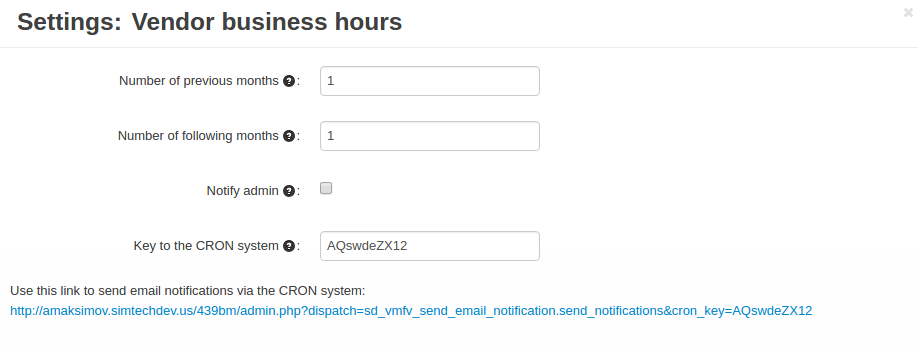 Settings: Vendor business hours
Number of previous months ?: 1
Number of following months ?: 1
Notify admin ?:
Key to the CRON system ?: AQswdeZX12
Use this link to send email notifications via the CRON system:
http://amaksimov.simtechdev.us/439bm/admin.php?dispatch=sd_vmfv_send_email_notification.send_notifications&cron_key=AQswdeZX12